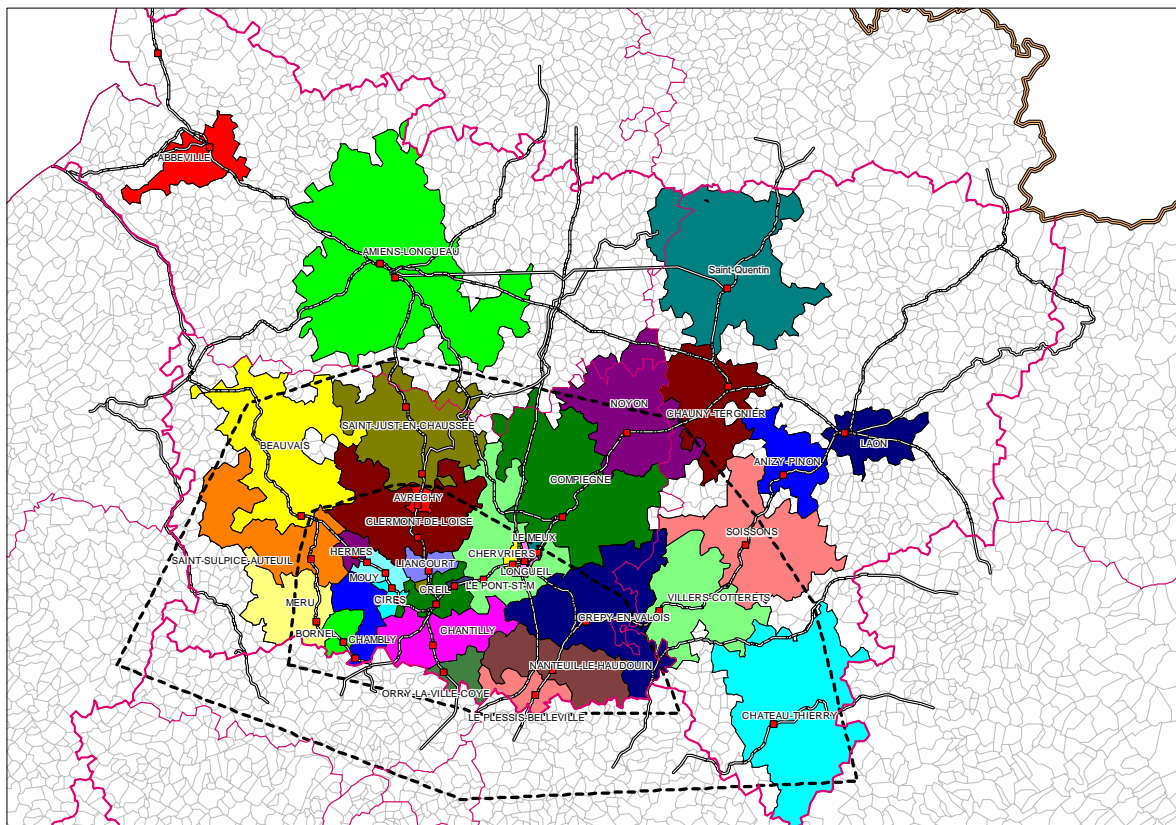 ABBEVILLE
AMIENS-LONGUEAU
Saint-Quentin
NOYON
CHAUNY-TERGNIER
SAINT-JUST-EN-CHAUSSEE
BEAUVAIS
LAON
ANIZY-PINON
COMPIEGNE
AVRECHY
CLERMONT-DE-LOISE
SOISSONS
LE MEUX
HERMES
CHERVRIERS
SAINT-SULPICE-AUTEUIL
LIANCOURT
LONGUEIL
MOUY
LE PONT-ST-M
CREIL
VILLERS-COTTERETS
CIRES
MERU
CREPY-EN-VALOIS
BORNEL
CHAMBLY
CHANTILLY
NANTEUIL-LE-HAUDOUIN
ORRY-LA-VILLE-COYE
LE PLESSIS-BELLEVILLE
CHATEAU-THIERRY